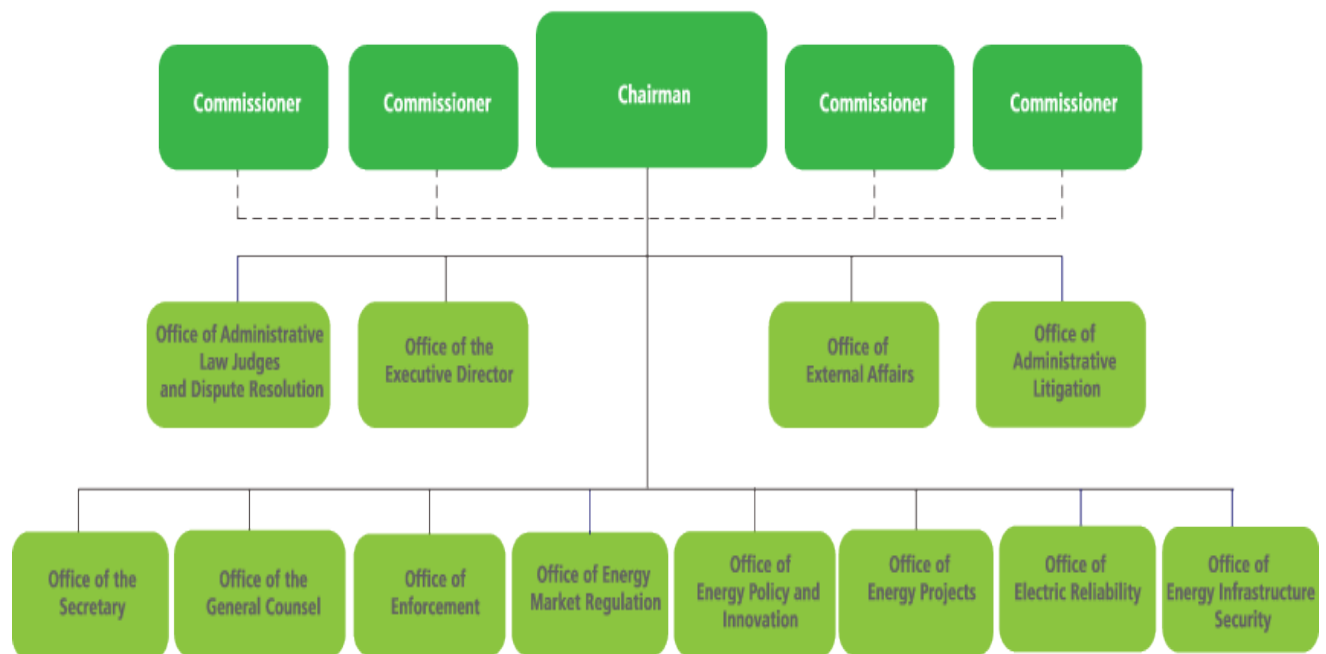 Commissioner
Commissioner
Chairman
Commissioner
Commissioner
Office of Administrative
Law Judges
and Dispute Resolution
Office of the
Executive Director
Office of
External Affairs
Office of
Administrative
Litigation
Office of the
Secretary
Office of the
General Counsel
Office of
Enforcement
Office of Energy
Market Regulation
Office of
Energy Policy and
Innovation
Office of
Energy Projects
Office of
Electric Reliability
Office of
Energy Infrastructure
Security